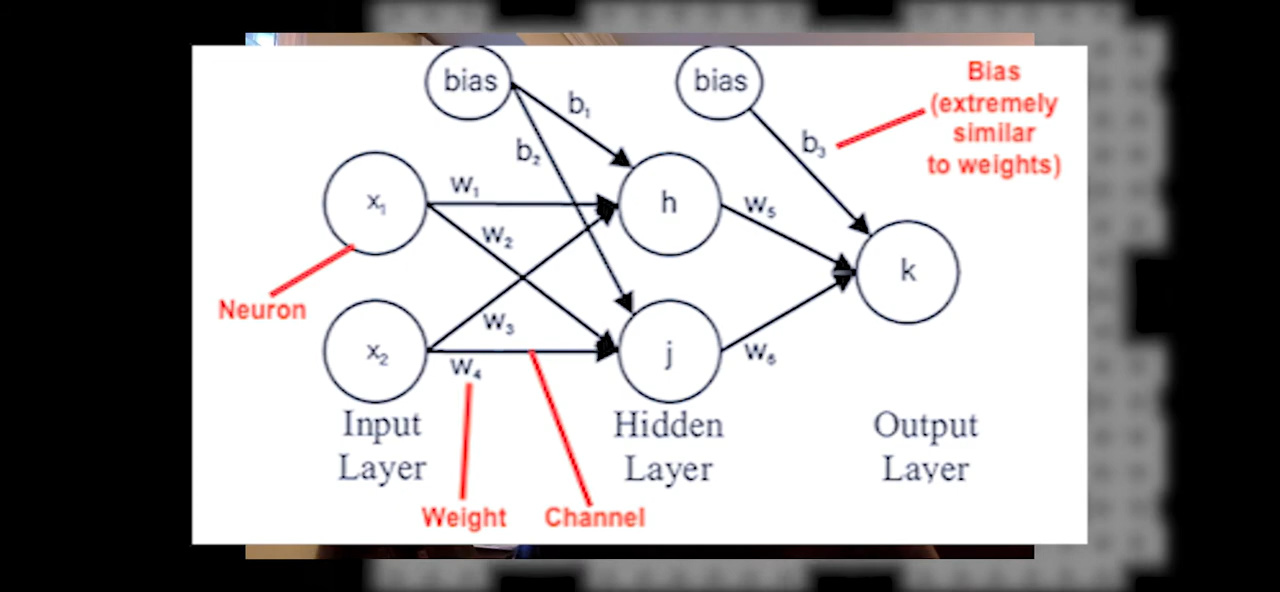 bias
bias
Bias
(extremely
similar
to weights)
b₁
b₂
b₃
x₁
w₁
h
w₅
w₂
k
Neuron
x₂
w₃
w₄
j
w₆
Input
Layer
Hidden
Layer
Output
Layer
Weight
Channel